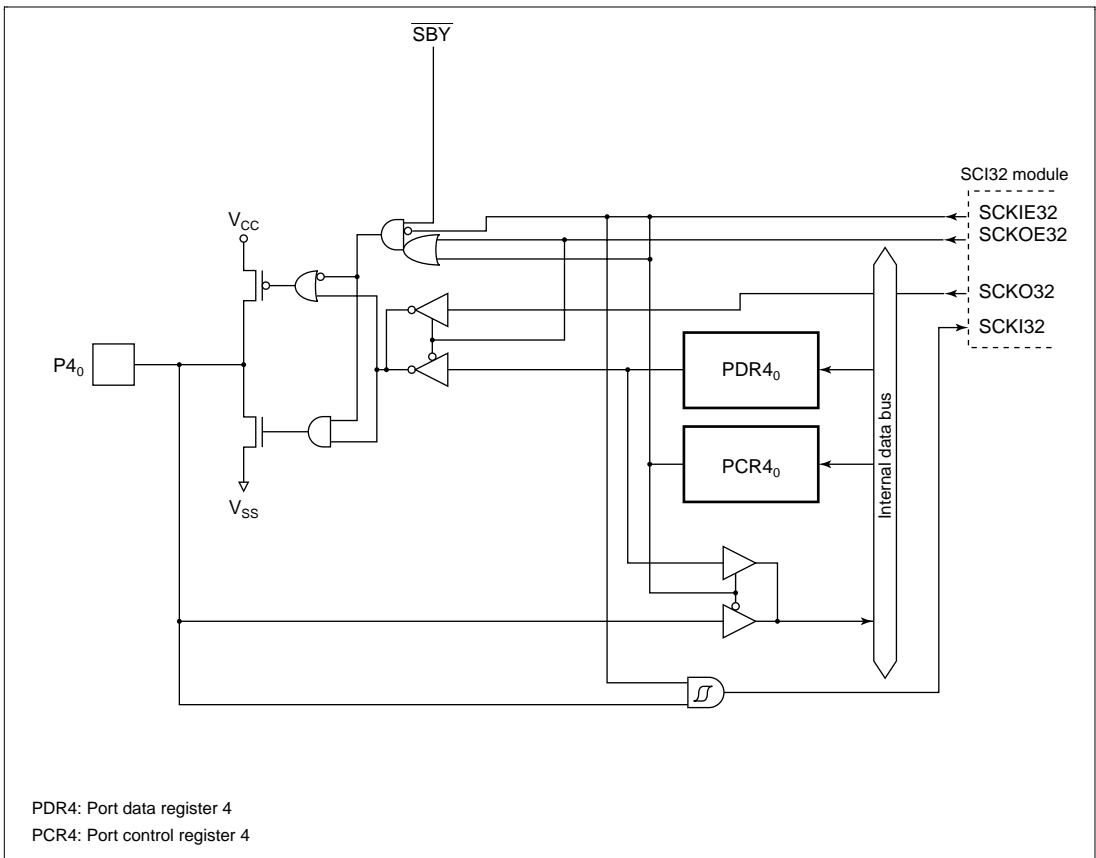 SBY
SCI32 module
SCKIE32
SCKOE32
SCKO32
SCKI32
VCC
P40
PDR40
PCR40
Internal data bus
VSS
PDR4: Port data register 4
PCR4: Port control register 4